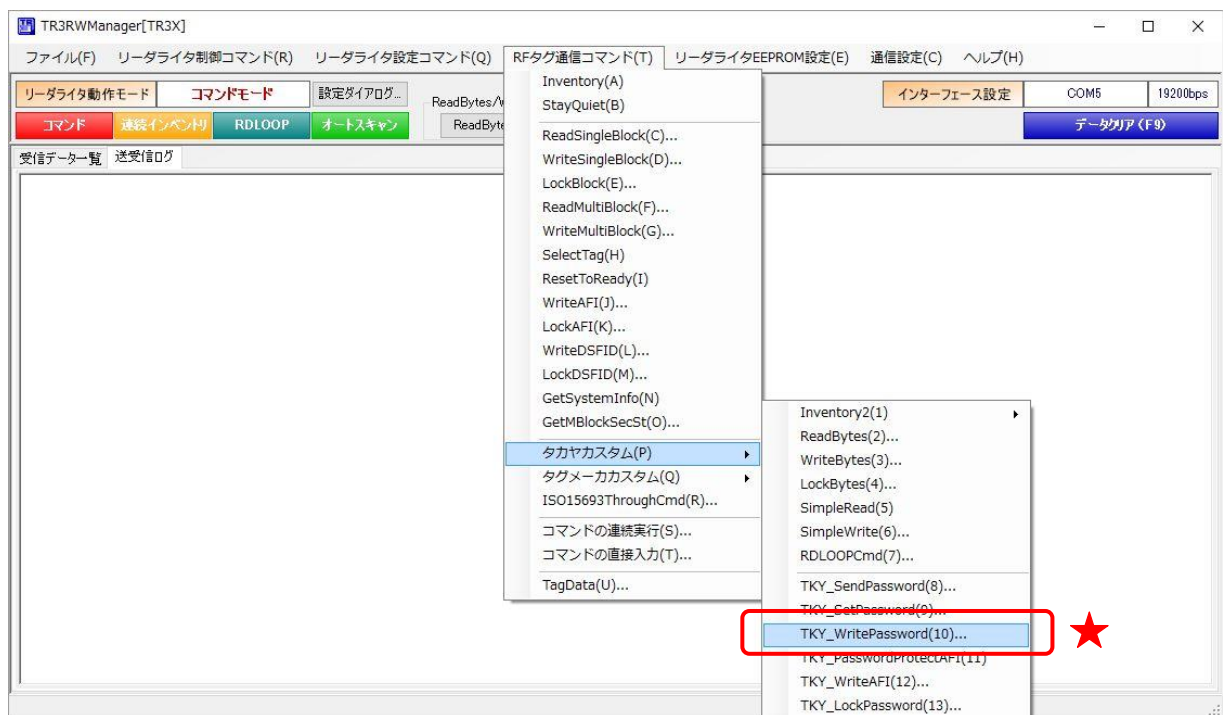 TR3RWManager[TR3X]
ファイル(F) リーダライタ制御コマンド(R) リーダライタ設定コマンド(Q) RFタグ通信コマンド(T) リーダライタEEPROM設定(E) 通信設定(C) ヘルプ(H)
リーダライタ動作モード コマンドモード 設定ダイアログ... ReadBytes/ インターフェース設定 COM5 19200bps
コマンド 連続インベントリ RDLOOP オートスキャン ReadByte データクリア(F9)
受信データ一覧 送受信ログ
Inventory(A)
StayQuiet(B)
ReadSingleBlock(C)...
WriteSingleBlock(D)...
LockBlock(E)...
ReadMultiBlock(F)...
WriteMultiBlock(G)...
SelectTag(H)
ResetToReady(I)
WriteAFI(J)...
LockAFI(K)...
WriteDSFID(L)...
LockDSFID(M)...
GetSystemInfo(N)
GetMBlockSecSt(O)...
タカヤカスタム(P)
タグメーカカスタム(Q)
ISO15693ThroughCmd(R)...
コマンドの連続実行(S)...
コマンドの直接入力(T)...
TagData(U)...
Inventory2(1)
ReadBytes(2)...
WriteBytes(3)...
LockBytes(4)...
SimpleRead(5)
SimpleWrite(6)...
RDLOOPCmd(7)...
TKY_SendPassword(8)...
TKY_SetPassword(9)...
TKY_WritePassword(10)...
TKY_PasswordProtectAFI(11)
TKY_WriteAFI(12)...
TKY_LockPassword(13)...